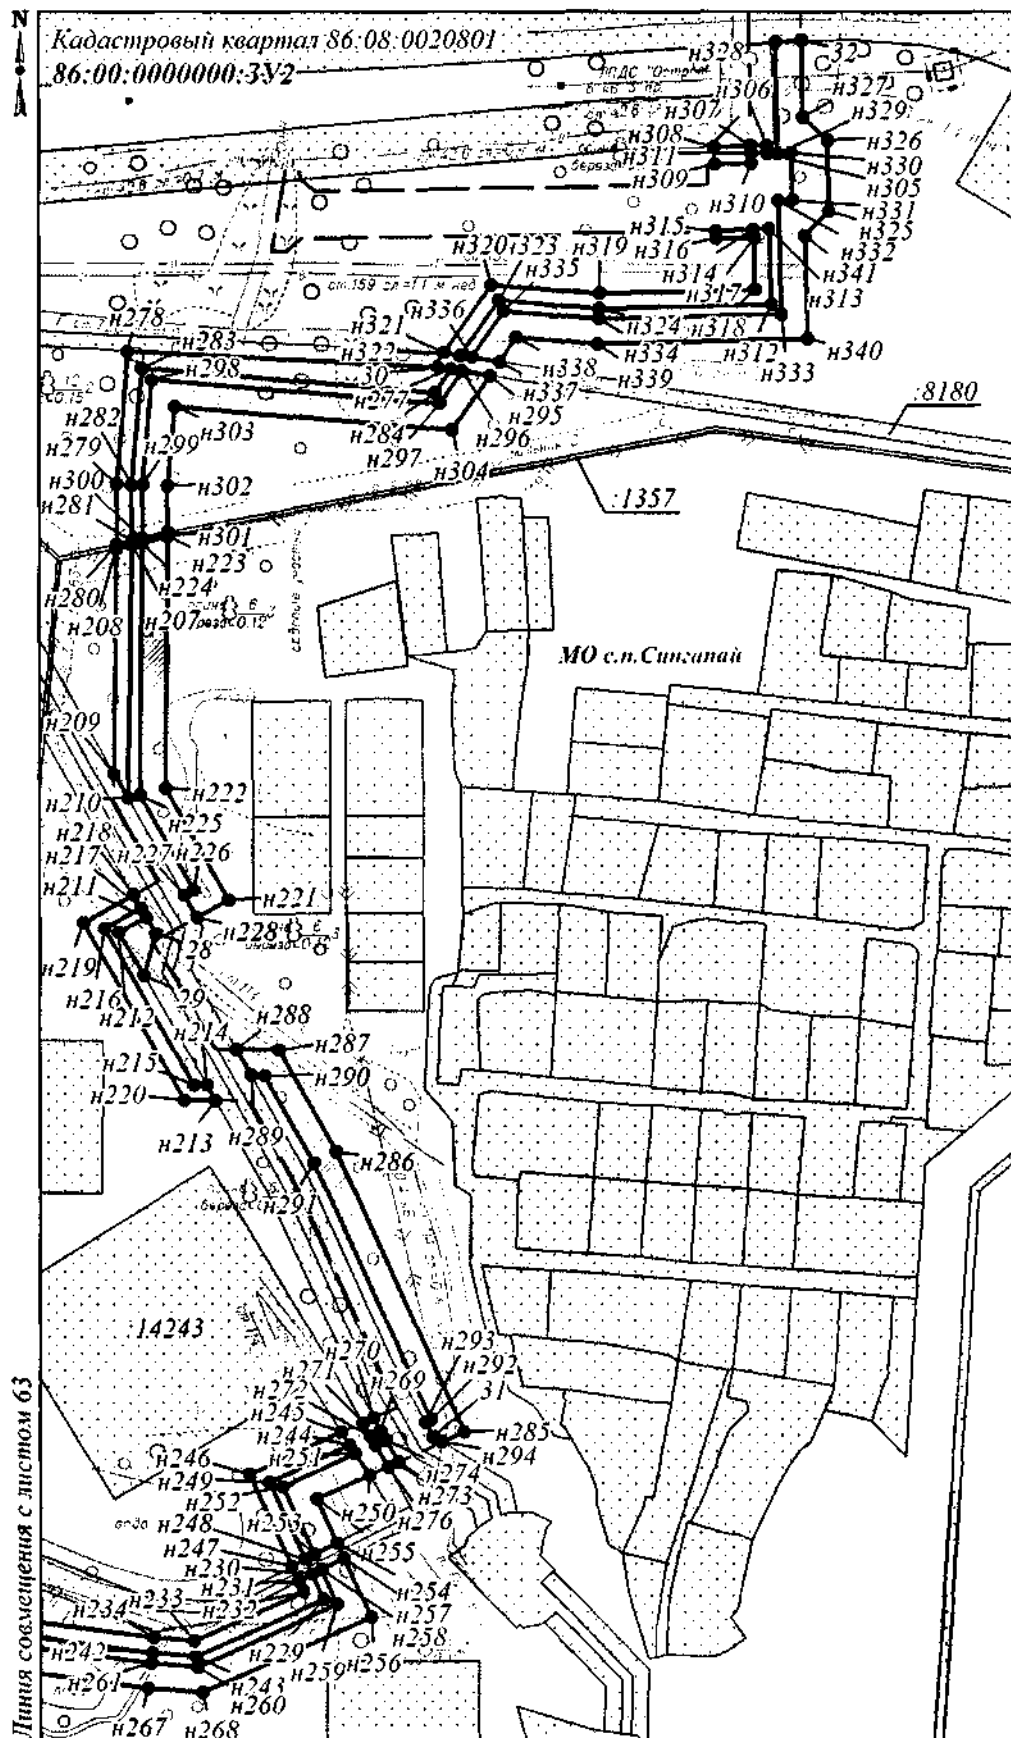 N
Кадастровый квартал 86:08:0020801
86:00:0000000:ЗУ2
н328
32
н306
н327
н307
н329
н308
н326
н311
н330
н309
н305
н310
н331
н315
н325
н316
н332
н320
н323
н319
н314
н341
н335
н317
н313
н278
н336
н324
н321
н318
н283
н322
н334
н312
н340
н298
30
н338
н333
н339
н282
н277
н337
:8180
н279
н299
н303
н284
н295
н296
н297
н304
н300
н302
:1357
н281
н301
н223
н280
н224
н208
н207
МО с.п.Сингапай
н209
н210
н222
н218
н225
н217
н227
н226
н211
н221
н228
28
н219
29
н216
н212
н214
н288
н287
н215
н290
н220
н213
н289
н286
н291
:14243
н293
н270
н292
н271
н269
31
н272
н245
н285
н244
н294
н246
н251
н274
н249
н273
н252
н250
н253
н276
н248
н255
н247
н254
н230
н231
н257
н233
н234
н232
н258
н229
н256
н242
н259
н261
н243
н260
н267
н268
Линия совмещения с листом 63